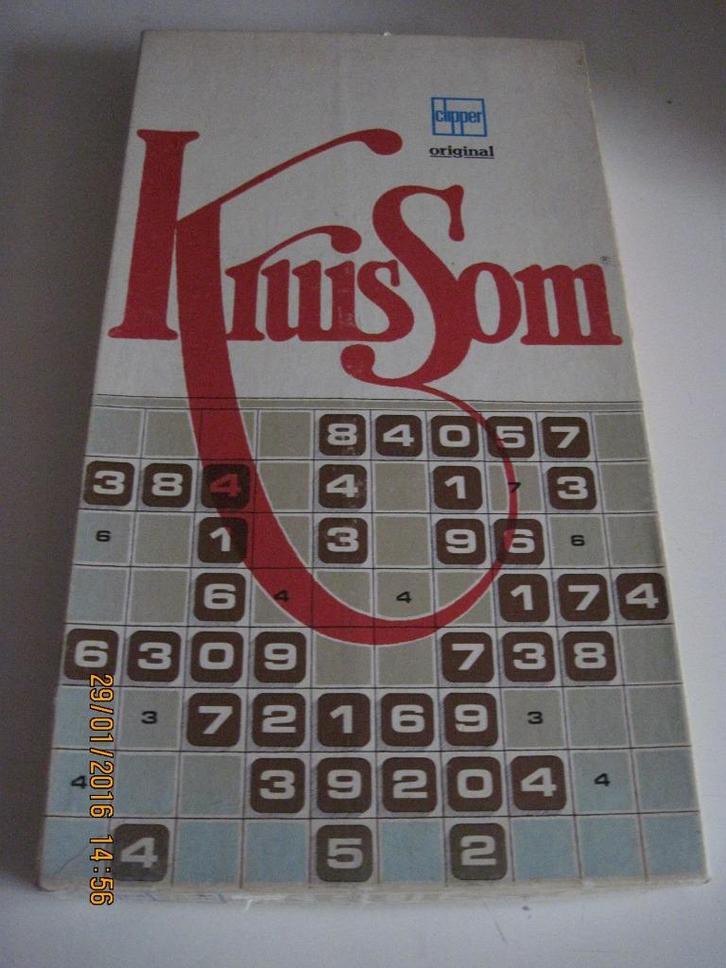 clipper
original
KruisSom ®
8 4 0 5 7
3 8 4 4 1 7 3
6 1 3 9 6 6
6 4 4 1 7 4
6 3 0 9 7 3 8
3 7 2 1 6 9 3
4 3 9 2 0 4 4
4 5 2
29/01/2016 14:56